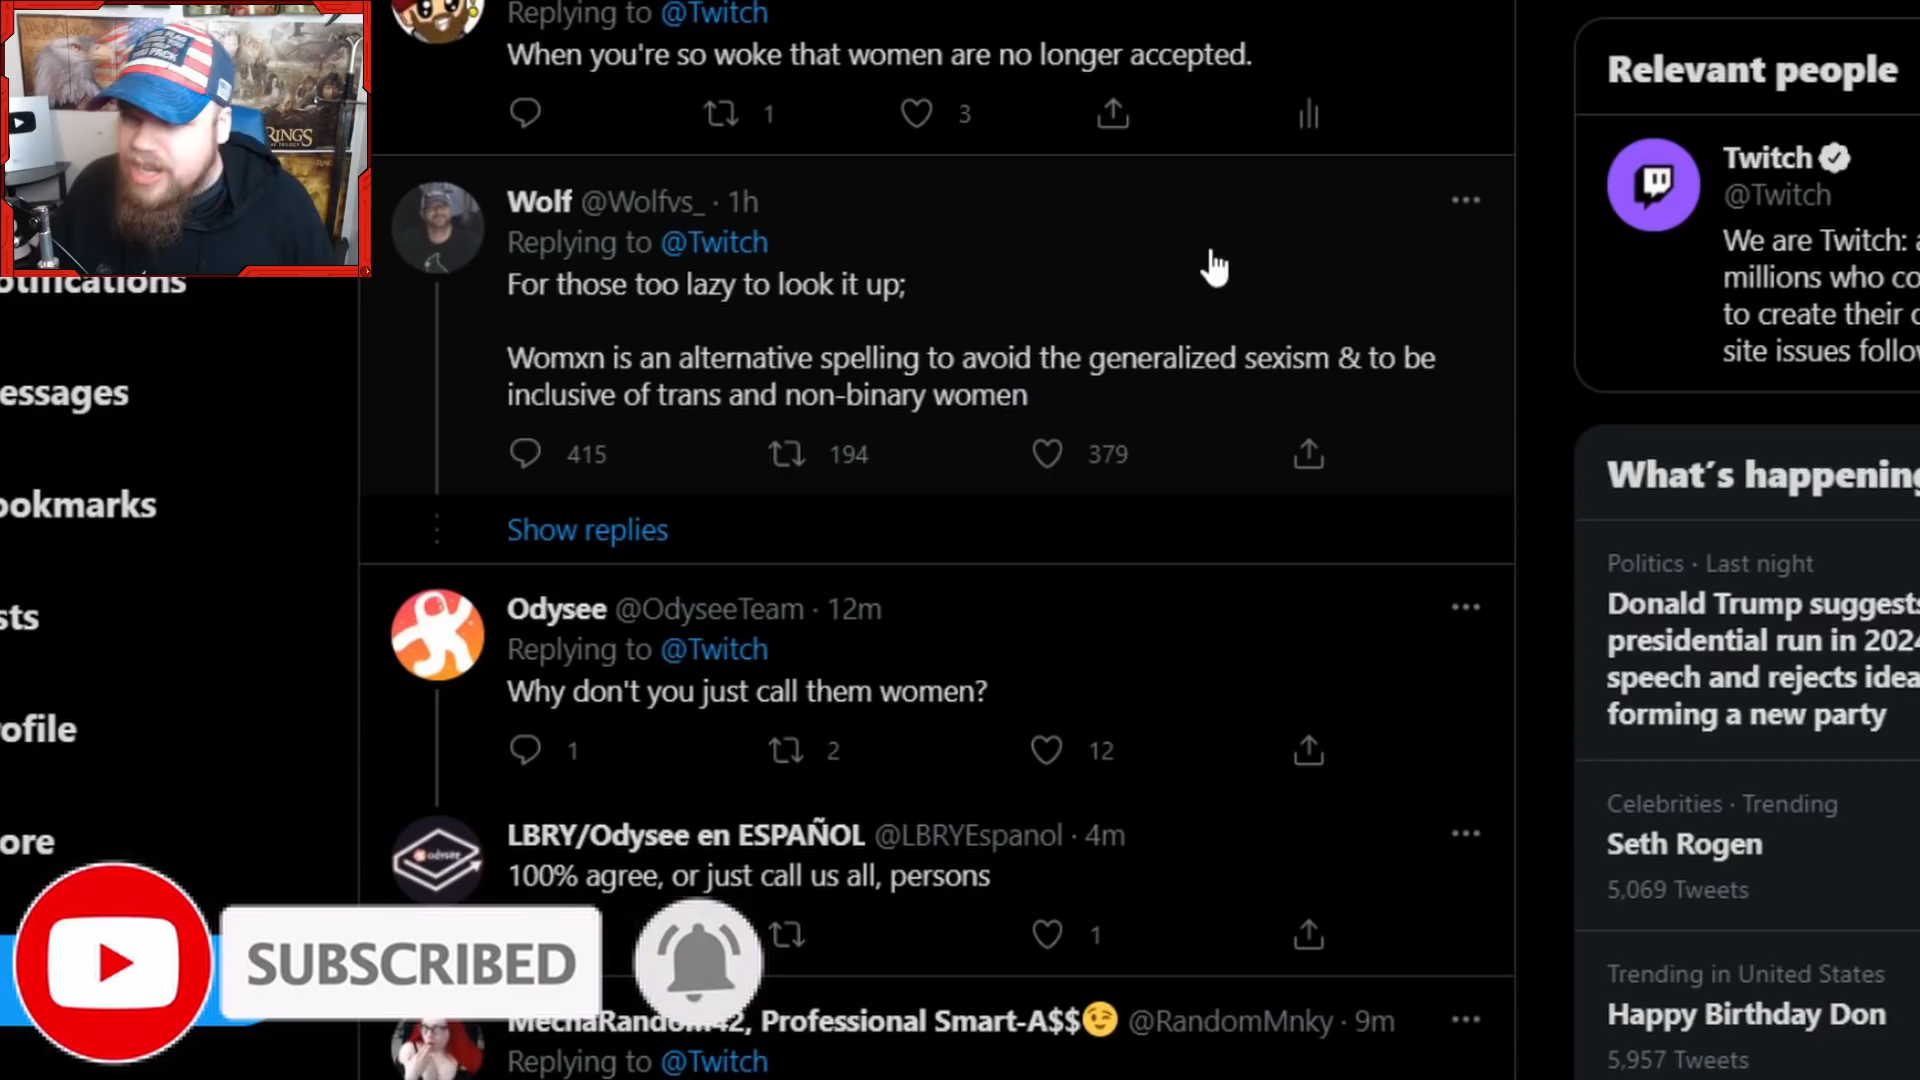 Replying to @Twitch
When you're so woke that women are no longer accepted.
1
3
Wolf @Wolfvs_ · 1h
Replying to @Twitch
For those too lazy to look it up;
Womxn is an alternative spelling to avoid the generalized sexism & to be
inclusive of trans and non-binary women
415
194
379
Show replies
Odysee @OdyseeTeam · 12m
Replying to @Twitch
Why don't you just call them women?
1
2
12
LBRY/Odysee en ESPAÑOL @LBRYEspanol · 4m
100% agree, or just call us all, persons
1
MechaRandom42, Professional Smart-A$$😉 @RandomMnky · 9m
Replying to @Twitch
otifications
essages
ookmarks
sts
rofile
ore
SUBSCRIBED
RINGS
Relevant people
Twitch
@Twitch
We are Twitch: a
millions who co
to create their o
site issues follow
What's happening
Politics · Last night
Donald Trump suggests
presidential run in 2024
speech and rejects idea
forming a new party
Celebrities · Trending
Seth Rogen
5,069 Tweets
Trending in United States
Happy Birthday Don
5,957 Tweets